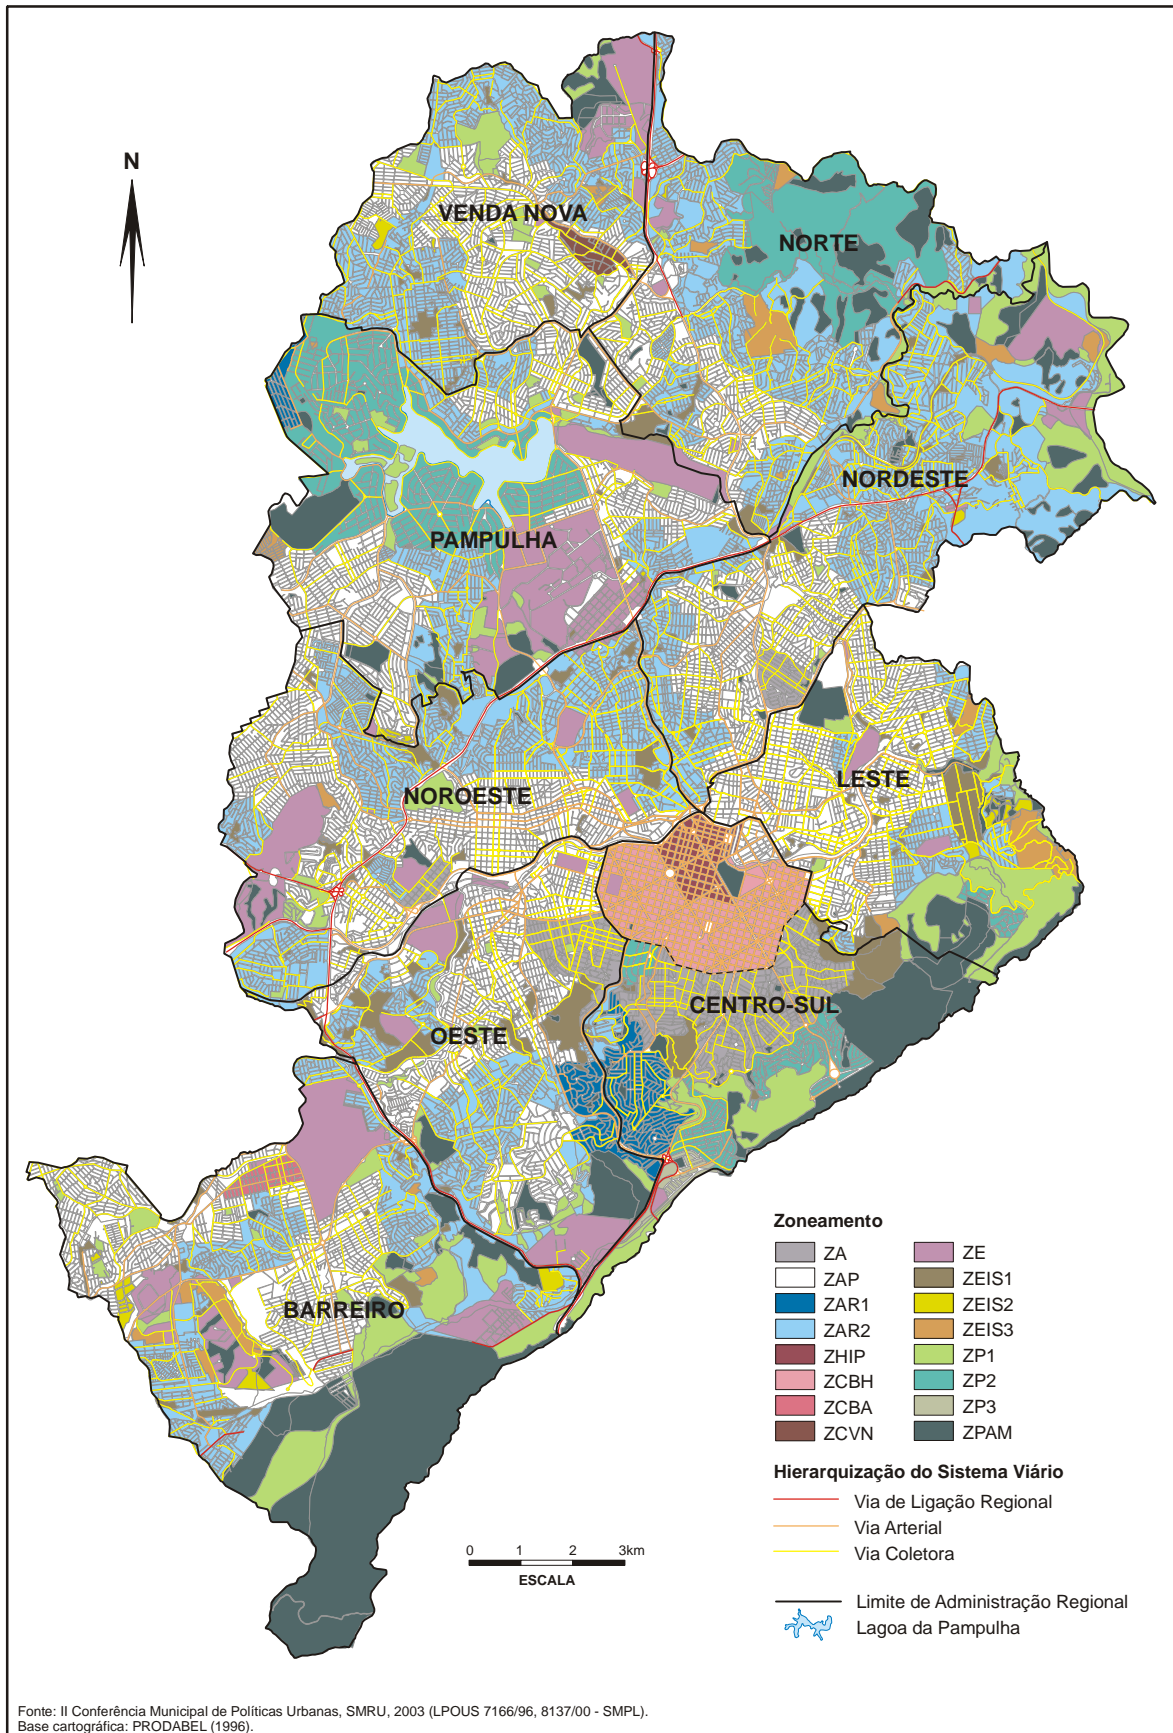 N
VENDA NOVA
NORTE
NORDESTE
PAMPULHA
LESTE
NOROESTE
CENTRO-SUL
OESTE
BARREIRO
Zoneamento
ZA
ZAP
ZAR1
ZAR2
ZHIP
ZCBH
ZCBA
ZCVN
ZE
ZEIS1
ZEIS2
ZEIS3
ZP1
ZP2
ZP3
ZPAM
Hierarquização do Sistema Viário
Via de Ligação Regional
Via Arterial
Via Coletora
0 1 2 3km
ESCALA
Limite de Administração Regional
Lagoa da Pampulha
Fonte: II Conferência Municipal de Políticas Urbanas, SMRU, 2003 (LPOUS 7166/96, 8137/00 - SMPL).
Base cartográfica: PRODABEL (1996).